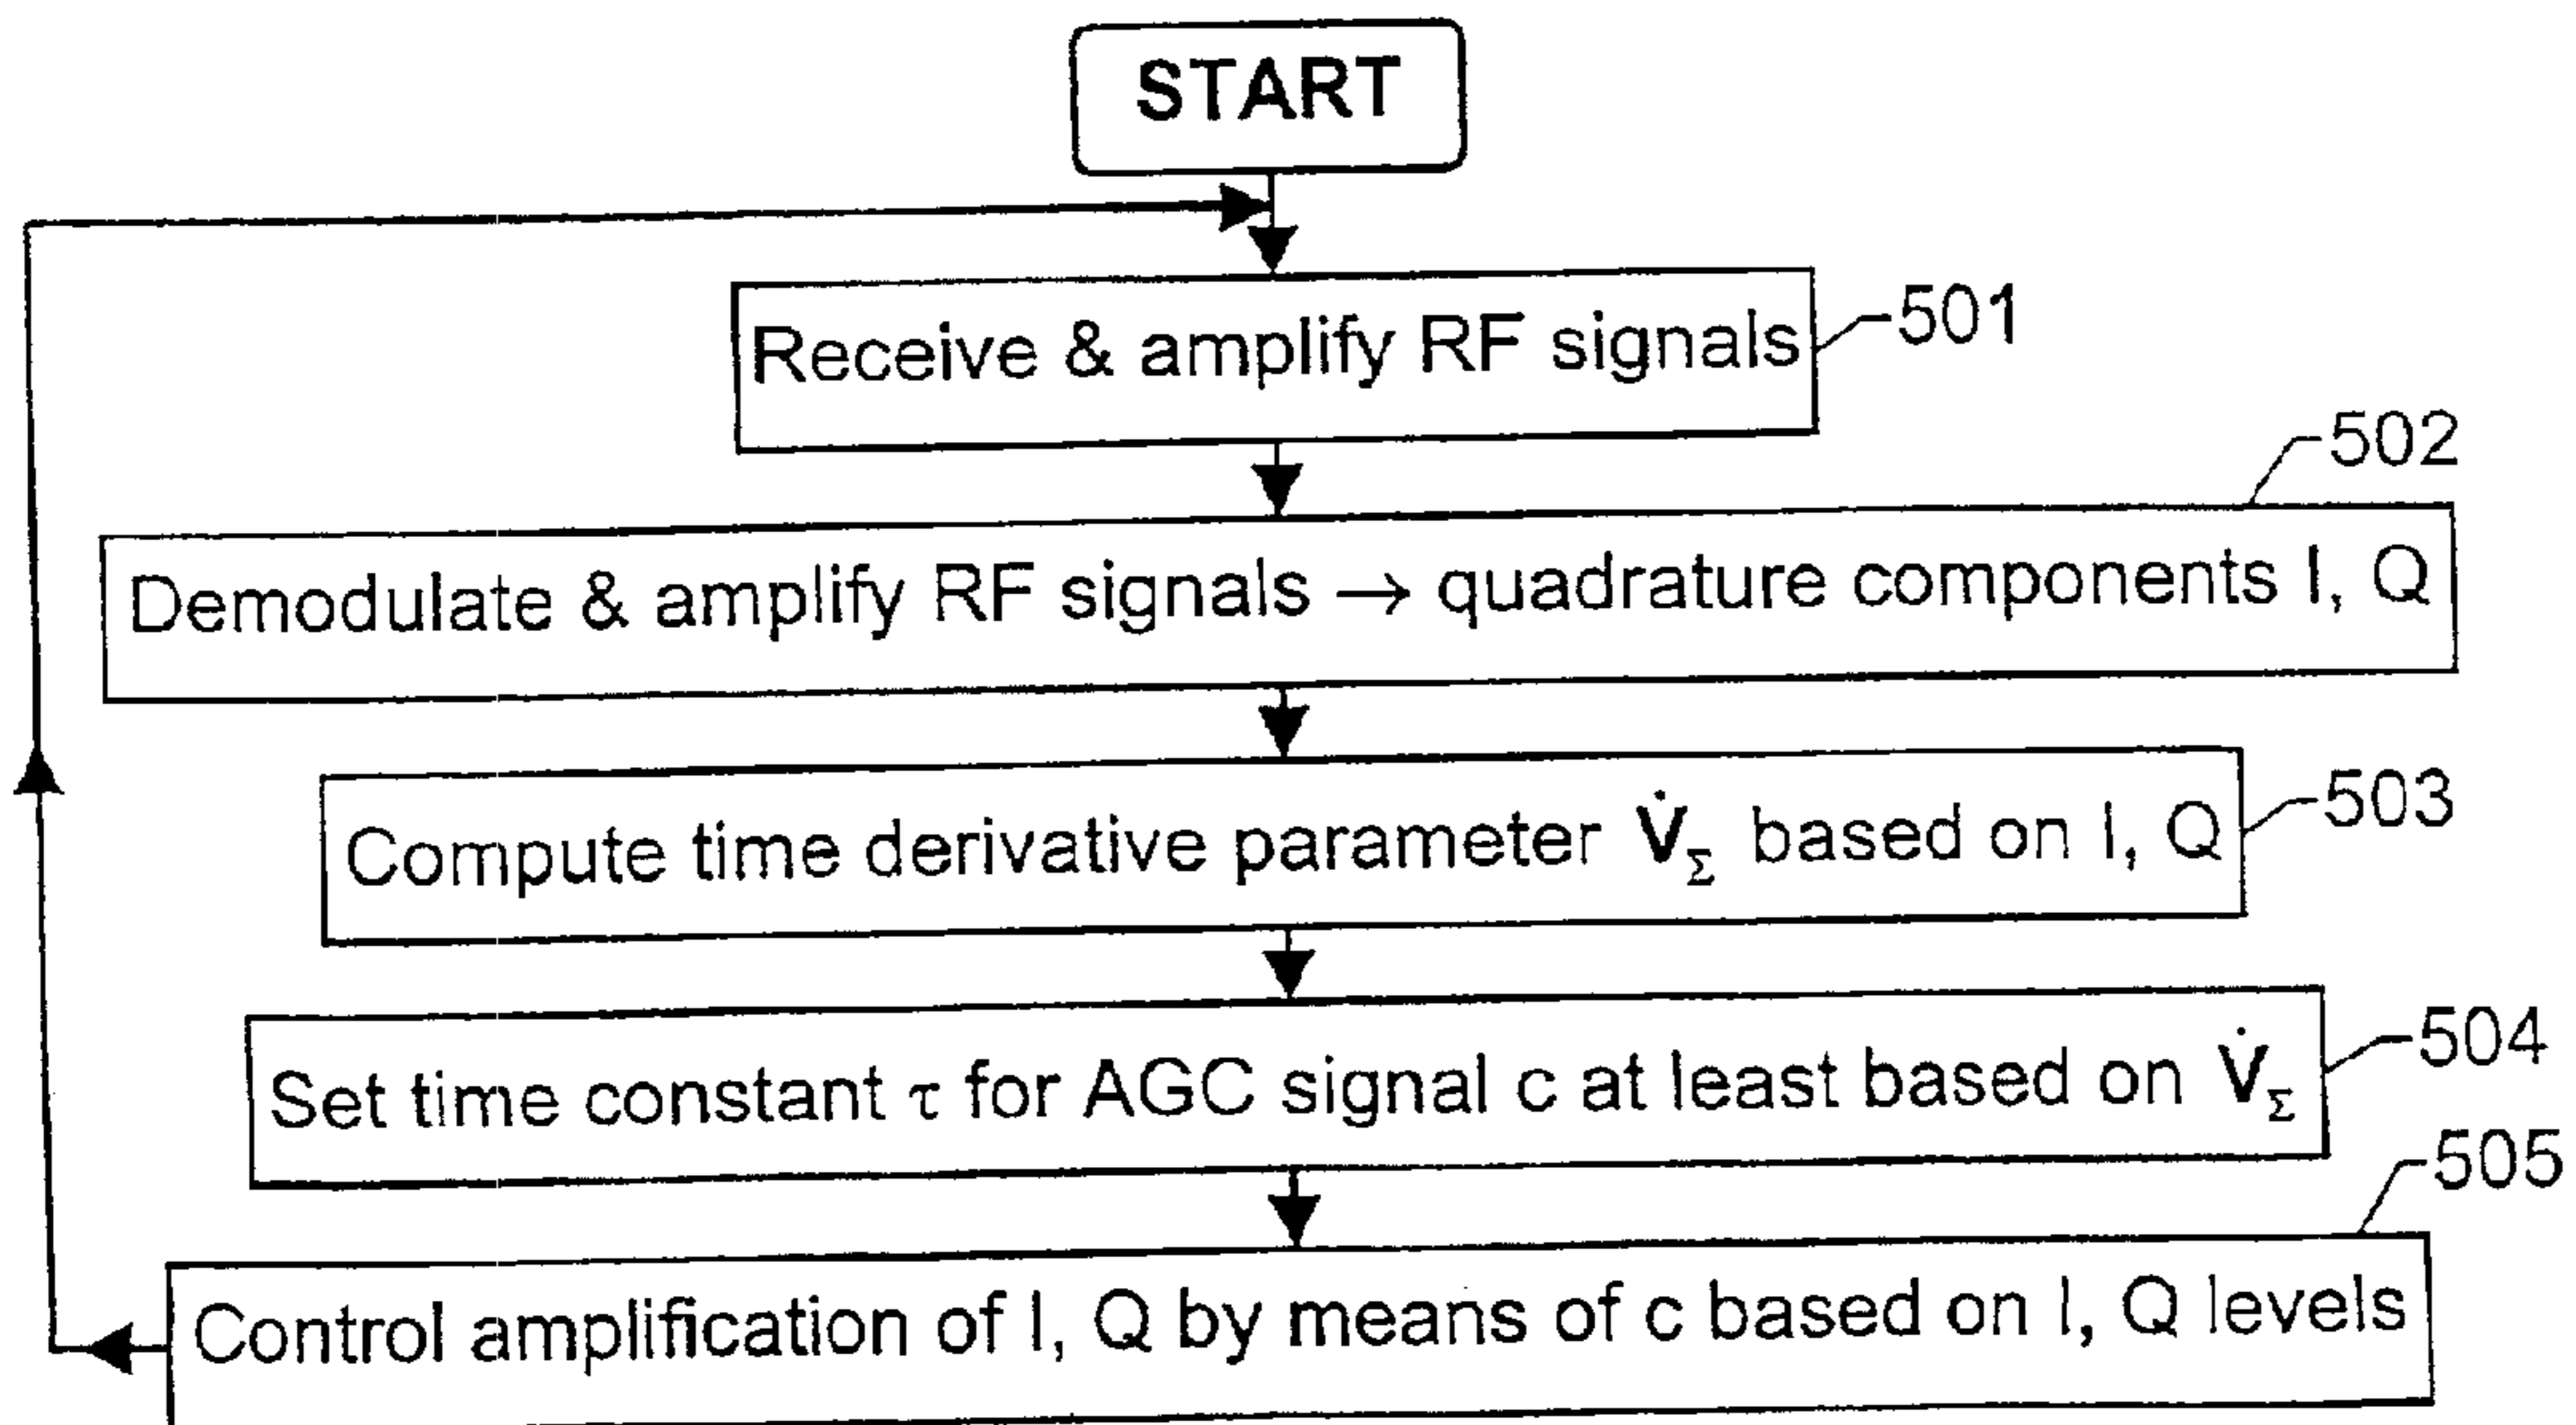 START
Receive & amplify RF signals
501
502
Demodulate & amplify RF signals → quadrature components I, Q
Compute time derivative parameter V̇Σ based on I, Q
503
Set time constant τ for AGC signal c at least based on V̇Σ
504
505
Control amplification of I, Q by means of c based on I, Q levels